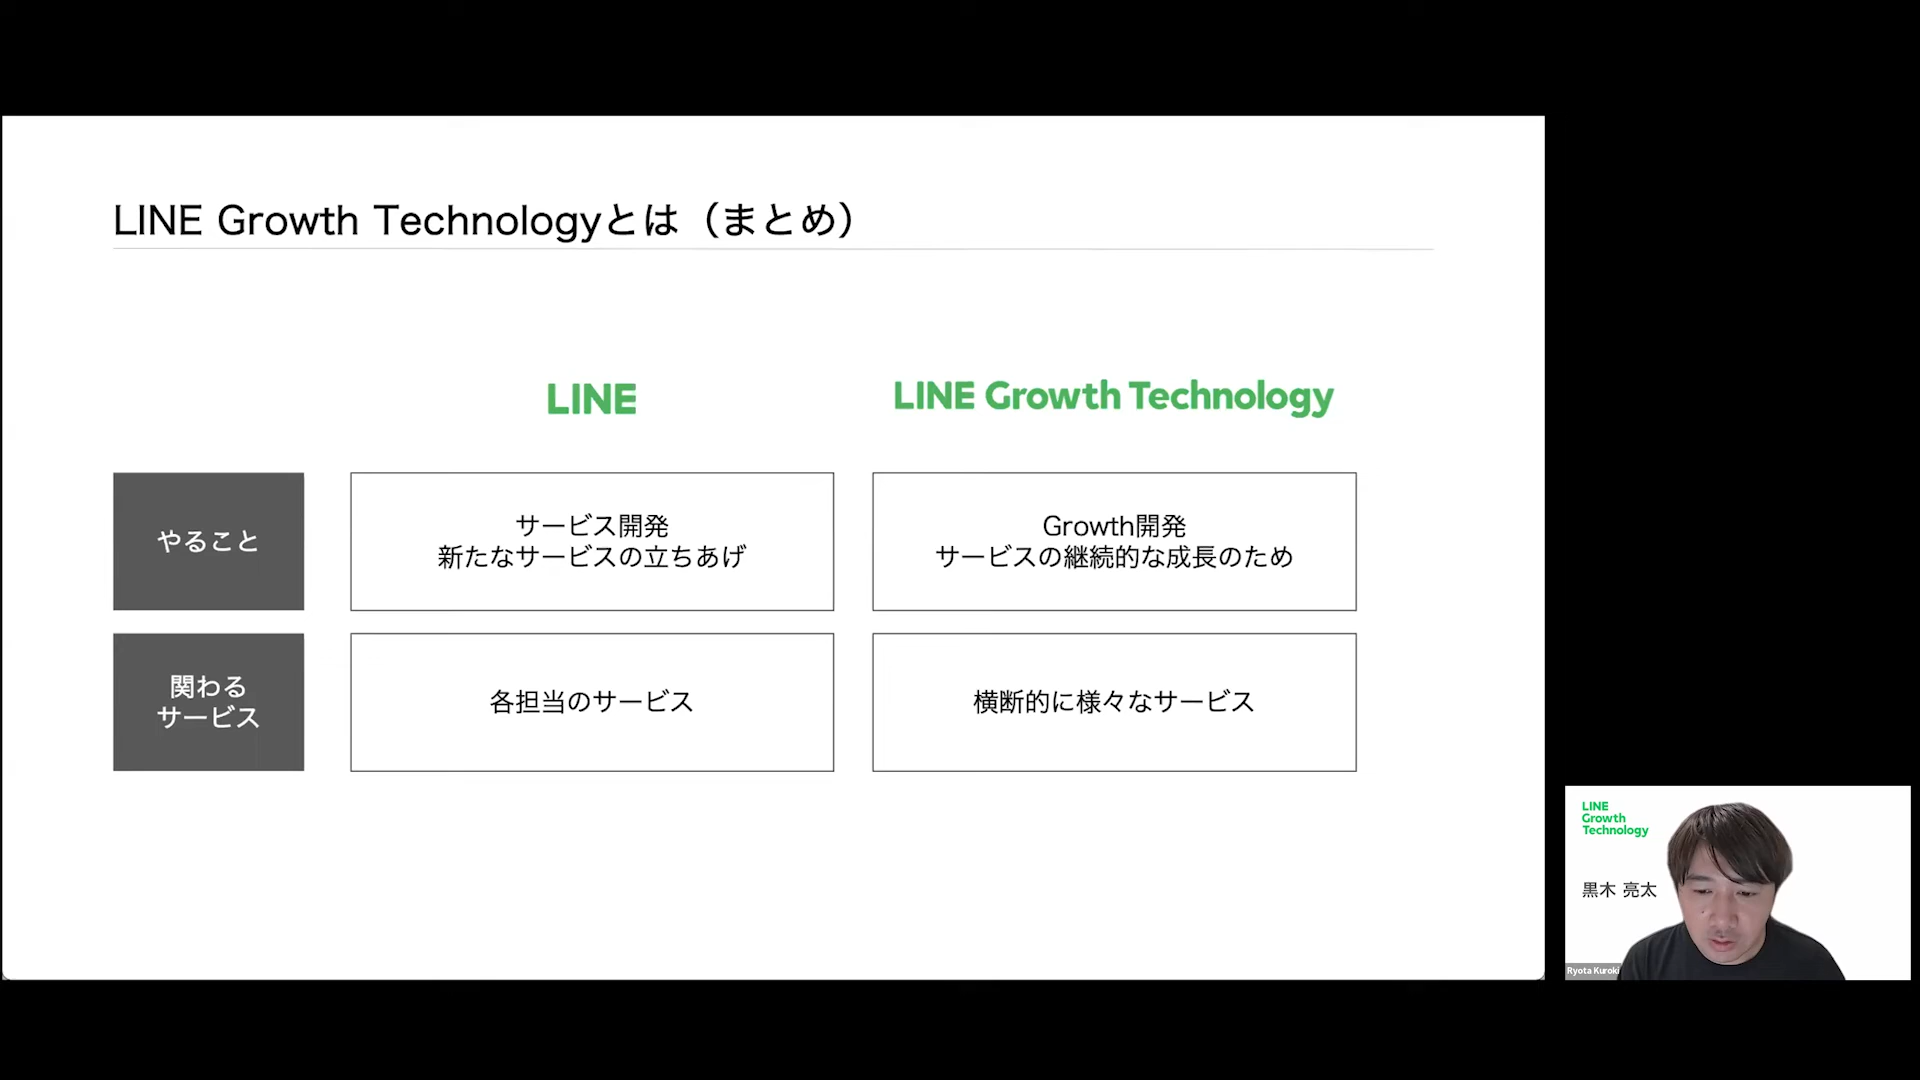 LINE Growth Technologyとは（まとめ）
LINE
LINE Growth Technology
やること
サービス開発
新たなサービスの立ちあげ
Growth開発
サービスの継続的な成長のため
関わる
サービス
各担当のサービス
横断的に様々なサービス
LINE
Growth
Technology
黒木 亮太
Ryota Kuroki